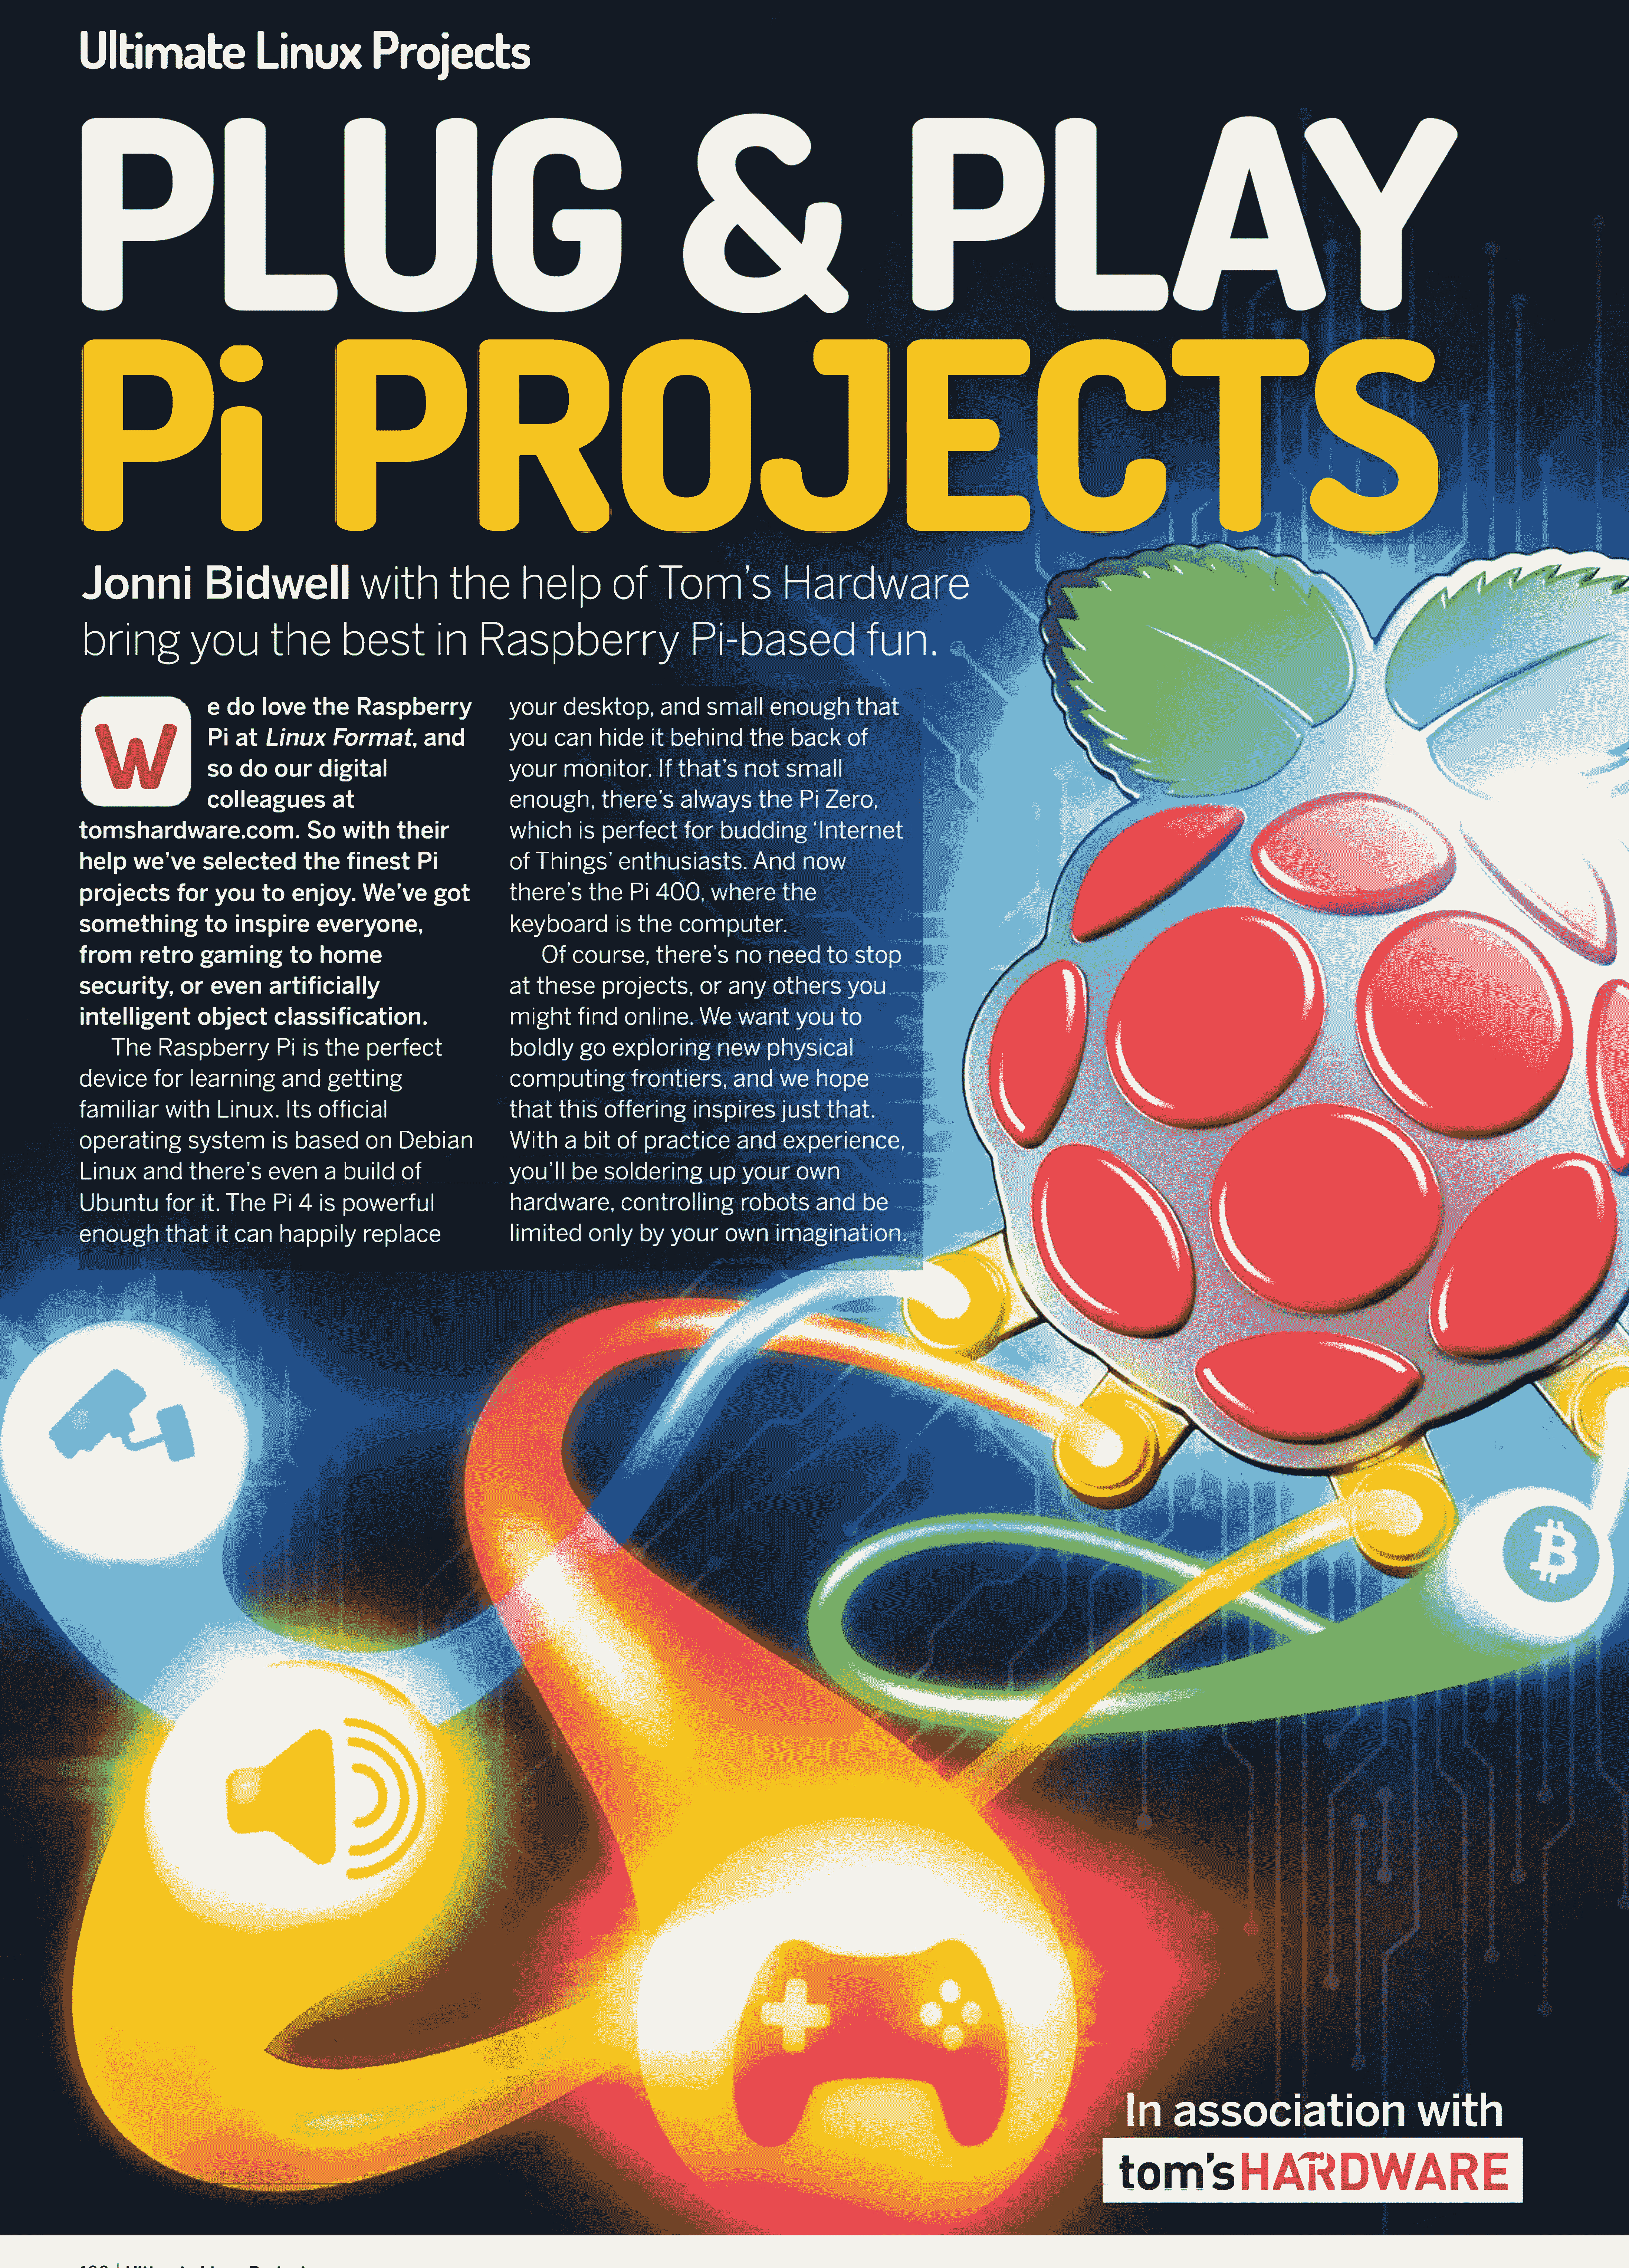 Ultimate Linux Projects
PLUG & PLAY
Pi PROJECTS
Jonni Bidwell with the help of Tom's Hardware
bring you the best in Raspberry Pi-based fun.
We do love the Raspberry
Pi at Linux Format, and
so do our digital
colleagues at
tomshardware.com. So with their
help we've selected the finest Pi
projects for you to enjoy. We've got
something to inspire everyone,
from retro gaming to home
security, or even artificially
intelligent object classification.
The Raspberry Pi is the perfect
device for learning and getting
familiar with Linux. Its official
operating system is based on Debian
Linux and there's even a build of
Ubuntu for it. The Pi 4 is powerful
enough that it can happily replace
your desktop, and small enough that
you can hide it behind the back of
your monitor. If that's not small
enough, there's always the Pi Zero,
which is perfect for budding ‘Internet
of Things’ enthusiasts. And now
there's the Pi 400, where the
keyboard is the computer.
Of course, there's no need to stop
at these projects, or any others you
might find online. We want you to
boldly go exploring new physical
computing frontiers, and we hope
that this offering inspires just that.
With a bit of practice and experience,
you'll be soldering up your own
hardware, controlling robots and be
limited only by your own imagination.
In association with
tom's HARDWARE